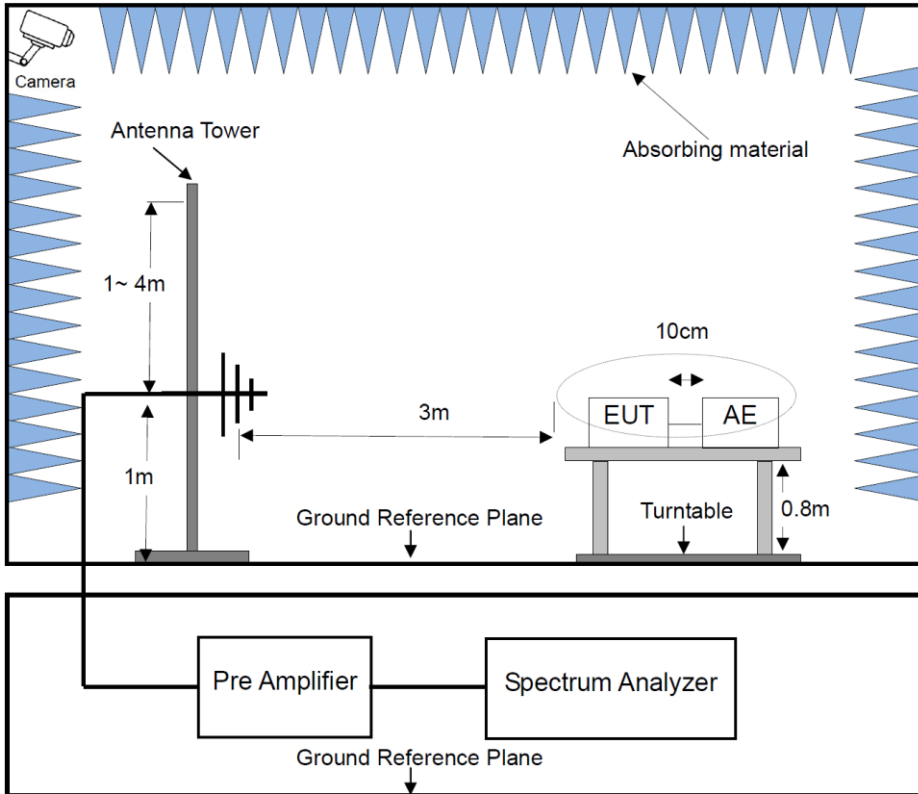 Camera
Antenna Tower
Absorbing material
1~ 4m
10cm
EUT
AE
3m
1m
0.8m
Ground Reference Plane
Turntable
Pre Amplifier
Spectrum Analyzer
Ground Reference Plane